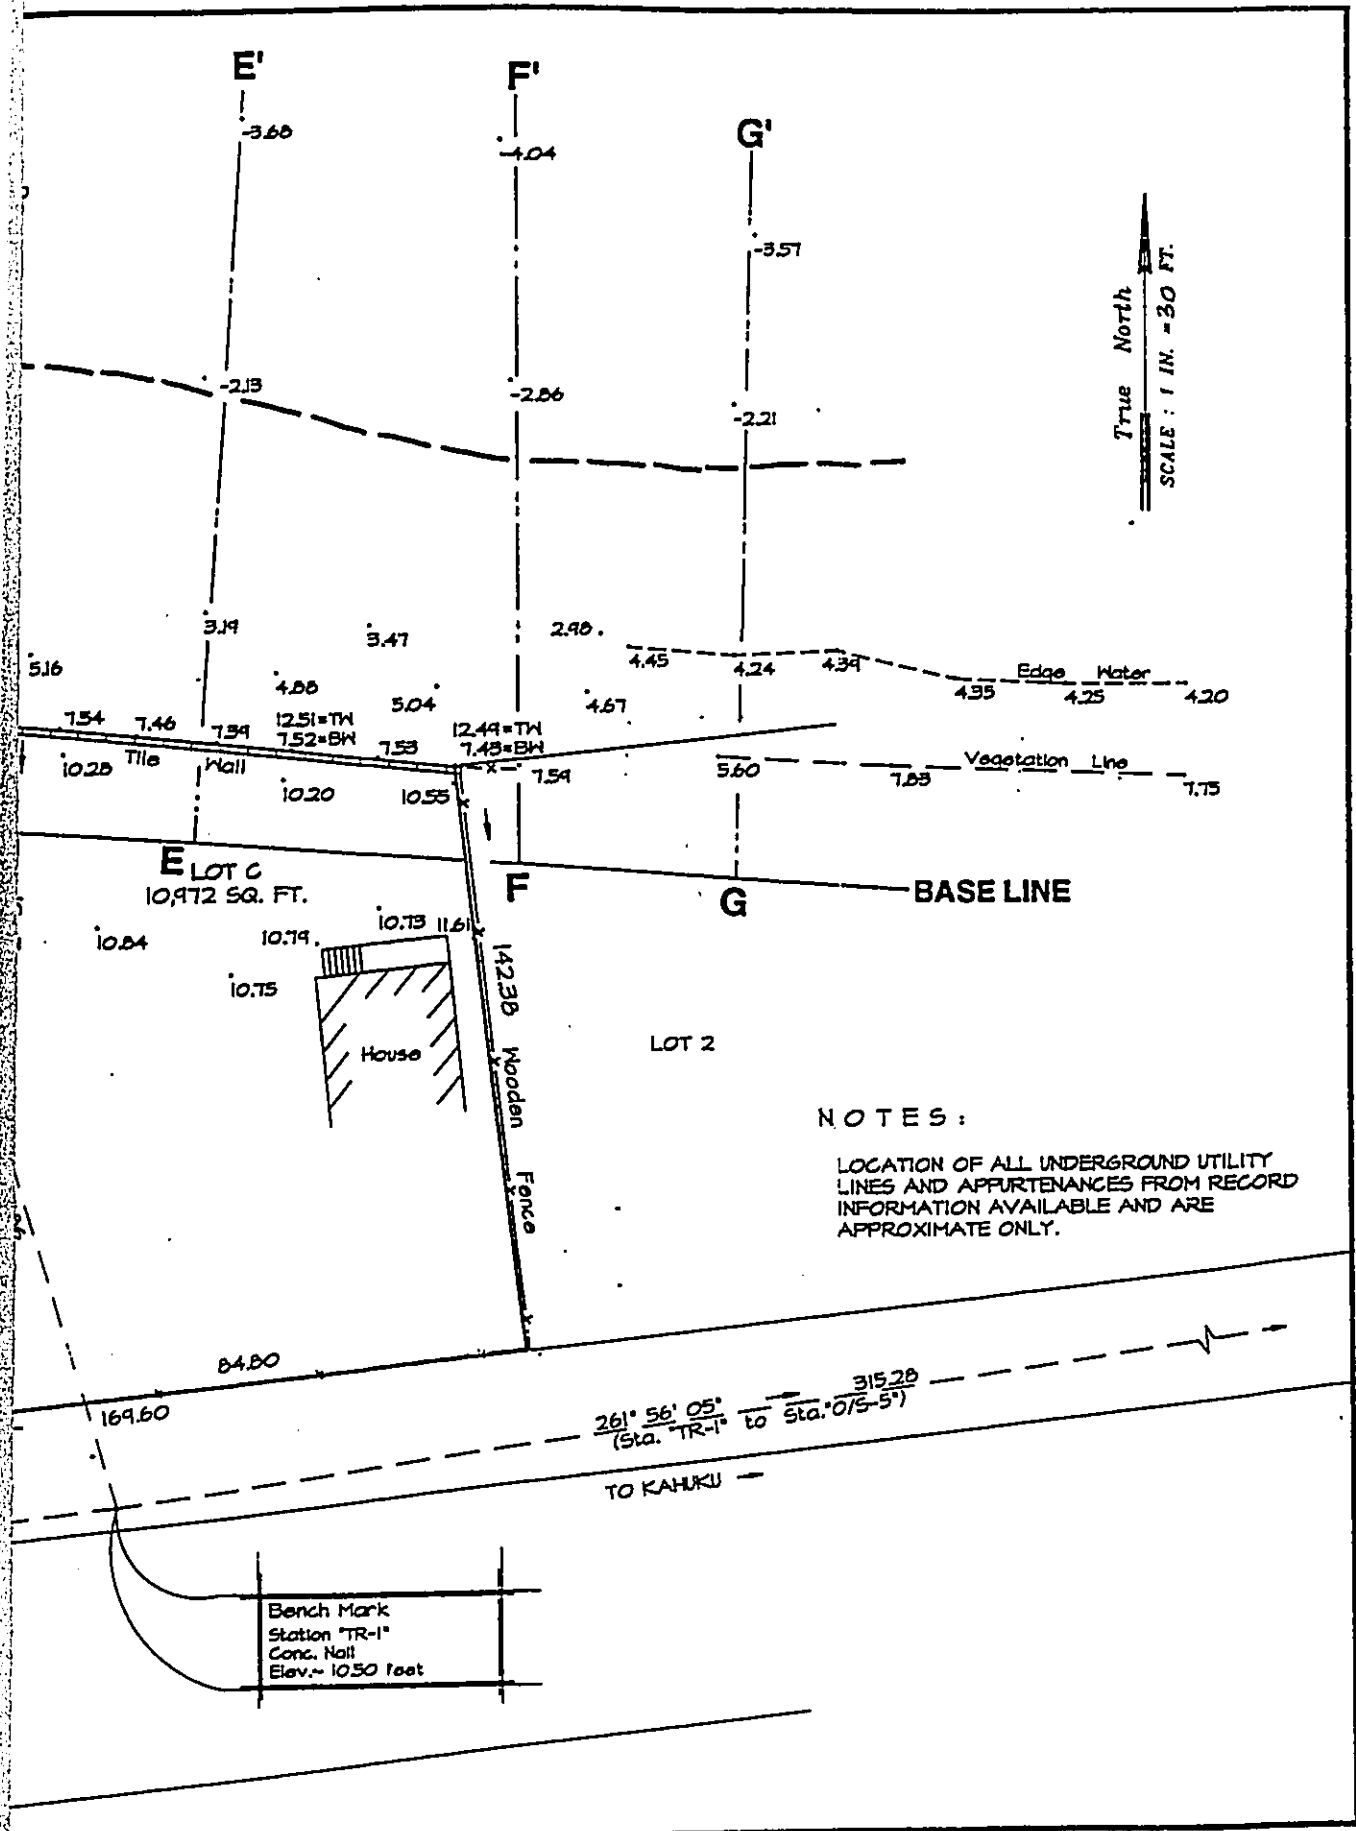 E'
F'
G'
-3.68
-4.04
-3.57
True North
SCALE : 1 IN. = 30 FT.
-2.13
-2.86
-2.21
3.19
3.47
2.98
5.16
4.88
5.04
4.67
4.45
4.24
4.39
4.35
Edge Water
4.25
4.20
7.54
7.46
7.39
12.51=TW
7.52=BW
7.53
12.49=TW
7.48=BW
7.59
10.28
Tile Wall
10.20
10.55
5.60
7.83
Vegetation Line
7.75
E
F
G
BASE LINE
LOT C
10,972 SQ. FT.
10.84
10.79
10.73
11.61
10.75
House
142.38 Wooden Fence
LOT 2
NOTES :
LOCATION OF ALL UNDERGROUND UTILITY
LINES AND APPURTENANCES FROM RECORD
INFORMATION AVAILABLE AND ARE
APPROXIMATE ONLY.
84.80
169.60
261° 56' 05" 315.28
(Sta. "TR-1" to Sta. "O/S-5")
TO KAHUKU
Bench Mark
Station "TR-1"
Conc. Nail
Elev.~ 10.50 feet